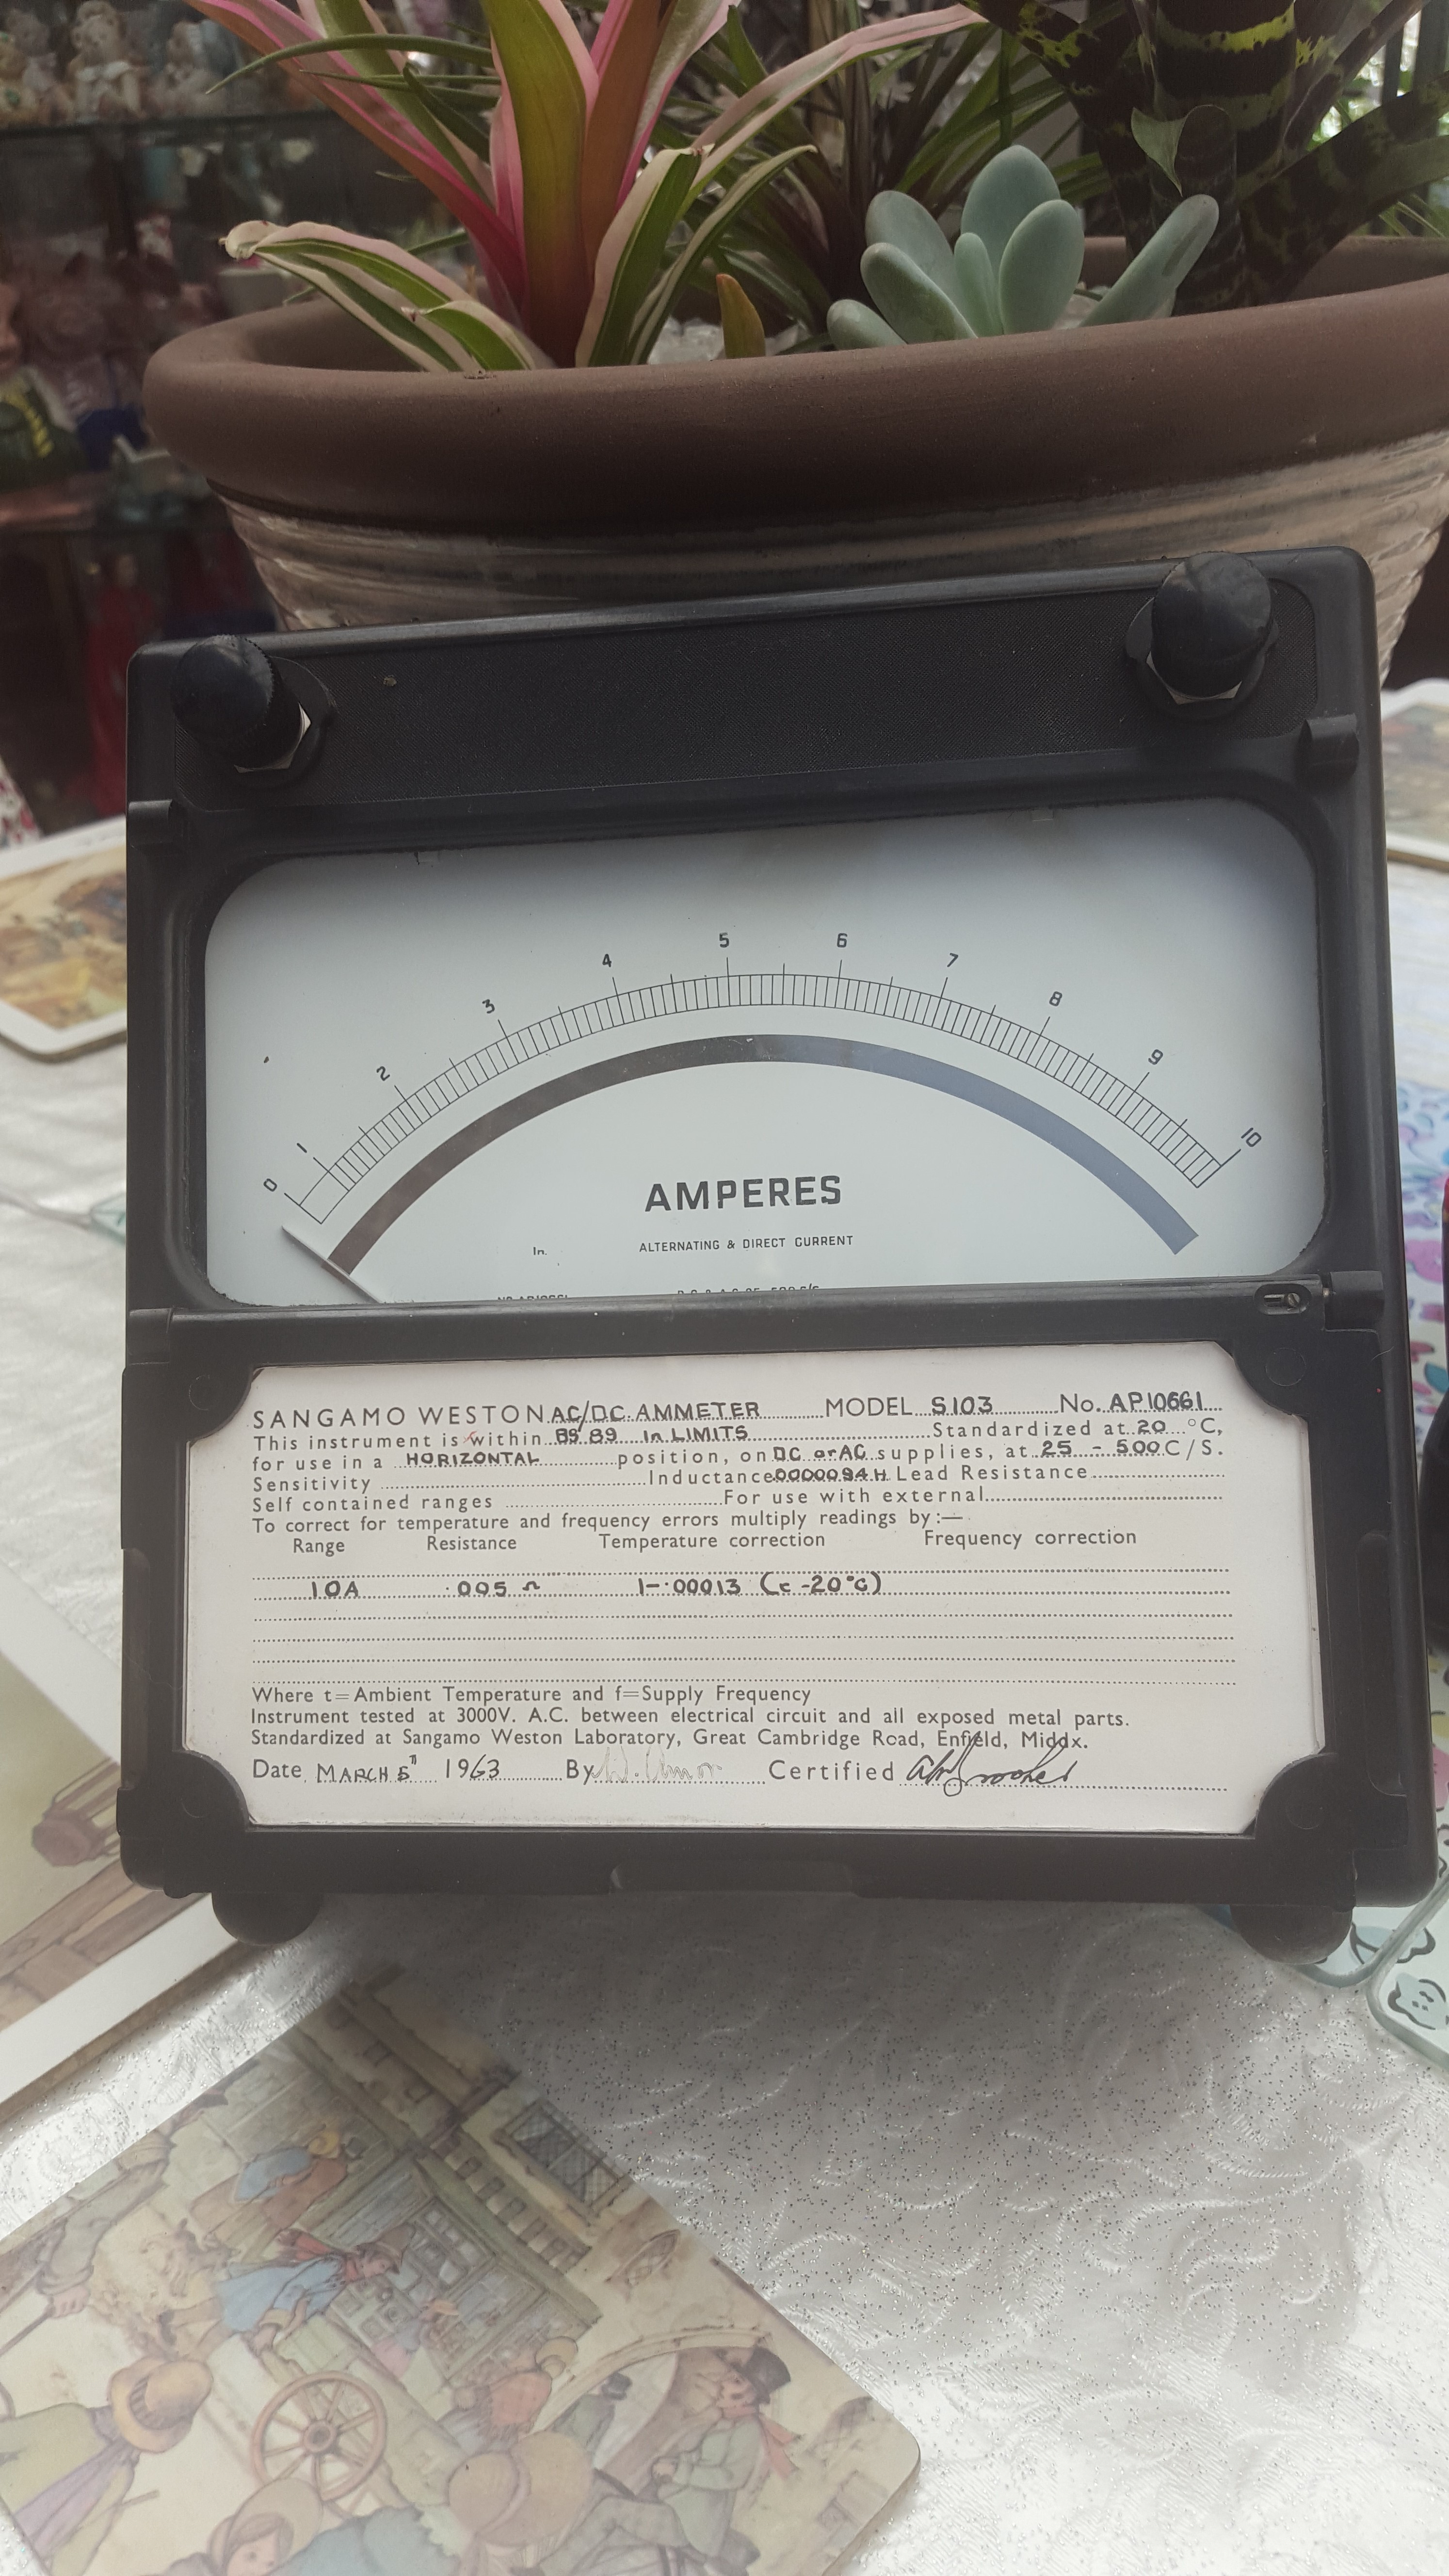 0 1 2 3 4 5 6 7 8 9 10
AMPERES
In.
ALTERNATING & DIRECT CURRENT
SANGAMO WESTON AC/DC AMMETER MODEL S103 No. AP10661
This instrument is within BS 89 In LIMITS Standardized at 20 °C,
for use in a HORIZONTAL position, on DC or AC supplies, at 25 - 500 C/S.
Sensitivity Inductance H Lead Resistance
Self contained ranges For use with external
To correct for temperature and frequency errors multiply readings by :—
Range Resistance Temperature correction Frequency correction
10A ·005 Ω 1-·00013 (t -20°C)
Where t=Ambient Temperature and f=Supply Frequency
Instrument tested at 3000V. A.C. between electrical circuit and all exposed metal parts.
Standardized at Sangamo Weston Laboratory, Great Cambridge Road, Enfield, Middx.
Date MARCH 1963 By Certified